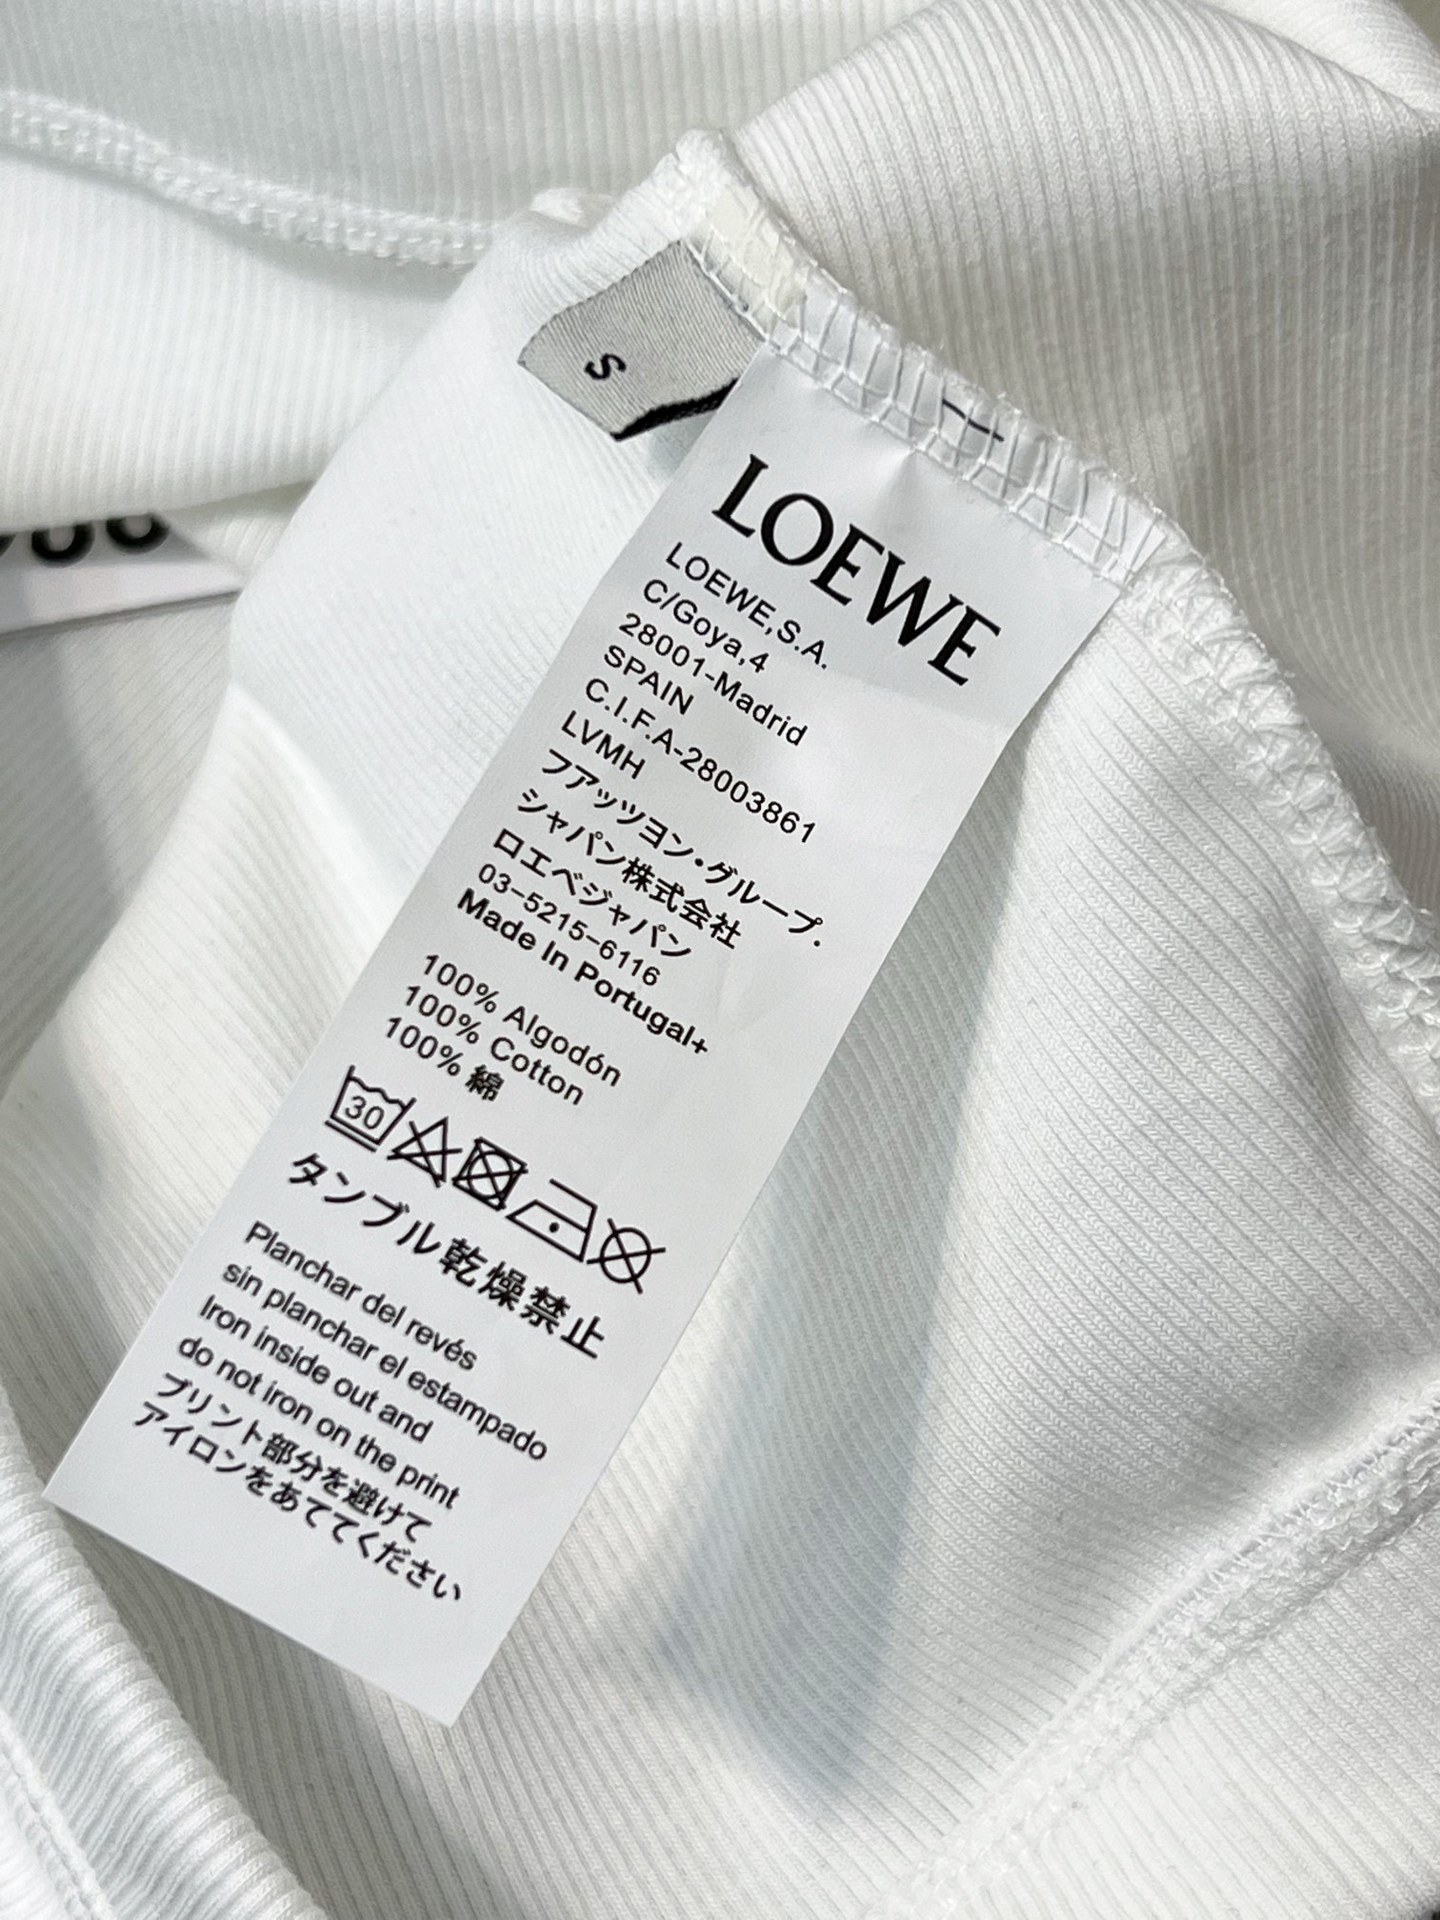 S
LOEWE
LOEWE,S.A.
C/Goya,4
28001-Madrid
SPAIN
C.I.F.A-28003861
LVMH
フアッツヨン・グループ.
シャパン株式会社
ロエベジャパン
03-5215-6116
Made In Portugal+
100% Algodón
100% Cotton
100% 綿
30
タンブル乾燥禁止
Planchar del revés
sin planchar el estampado
Iron inside out and
do not iron on the print
プリント部分を避けて
アイロンをあててください